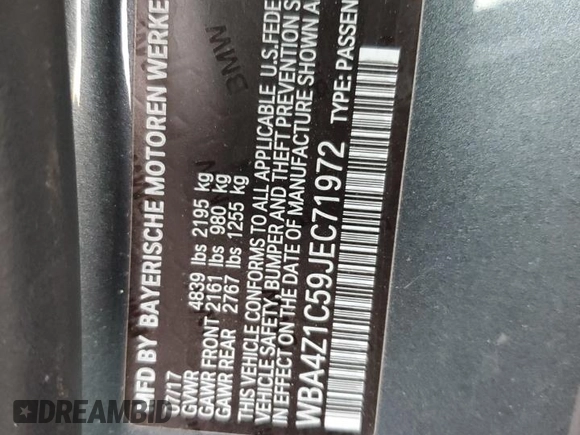 MFD BY BAYERISCHE MOTOREN WERKE
07/17
GVWR 4839 lbs 2195 kg
GAWR FRONT 2161 lbs 980 kg
GAWR REAR 2767 lbs 1255 kg
THIS VEHICLE CONFORMS TO ALL APPLICABLE U.S. FEDE
VEHICLE SAFETY, BUMPER AND THEFT PREVENTION S
IN EFFECT ON THE DATE OF MANUFACTURE SHOWN A
WBA4Z1C59JEC71972 TYPE: PASSEN
BMW
DREAMBID